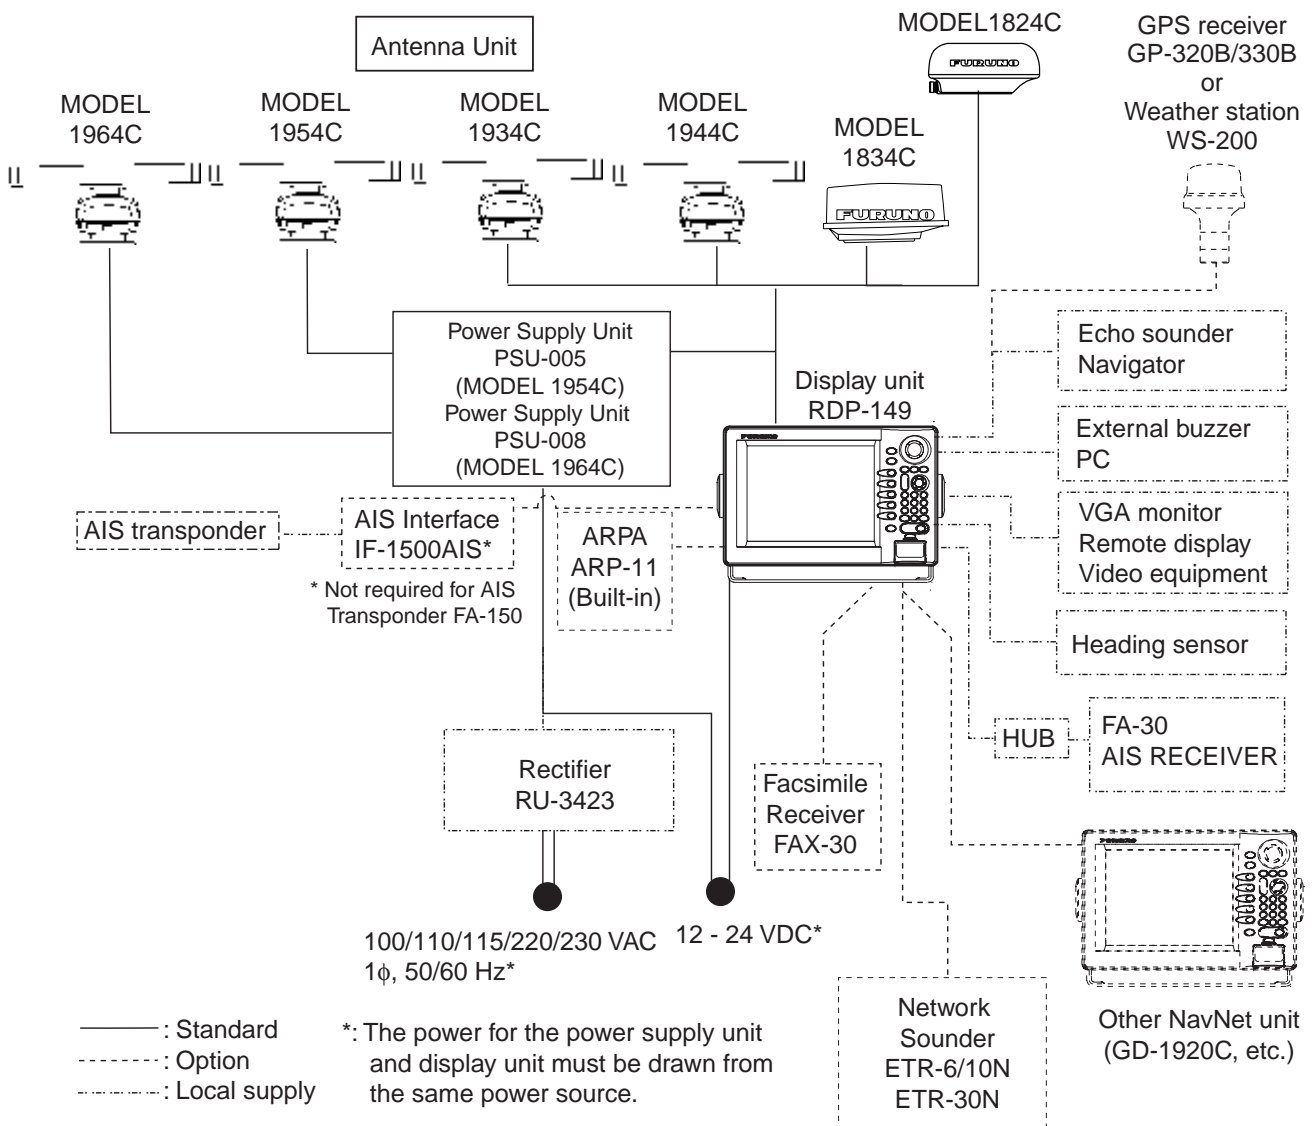 Antenna Unit
MODEL1824C
FURUNO
GPS receiver
GP-320B/330B
or
Weather station
WS-200
MODEL
1964C
MODEL
1954C
MODEL
1934C
MODEL
1944C
MODEL
1834C
FURUNO
Power Supply Unit
PSU-005
(MODEL 1954C)
Power Supply Unit
PSU-008
(MODEL 1964C)
Display unit
RDP-149
FURUNO
Echo sounder
Navigator
External buzzer
PC
VGA monitor
Remote display
Video equipment
Heading sensor
HUB
FA-30
AIS RECEIVER
AIS transponder
AIS Interface
IF-1500AIS*
* Not required for AIS
Transponder FA-150
ARPA
ARP-11
(Built-in)
Rectifier
RU-3423
Facsimile
Receiver
FAX-30
FURUNO
100/110/115/220/230 VAC
1ϕ, 50/60 Hz*
12 - 24 VDC*
Network
Sounder
ETR-6/10N
ETR-30N
Other NavNet unit
(GD-1920C, etc.)
: Standard
: Option
: Local supply
*: The power for the power supply unit
and display unit must be drawn from
the same power source.